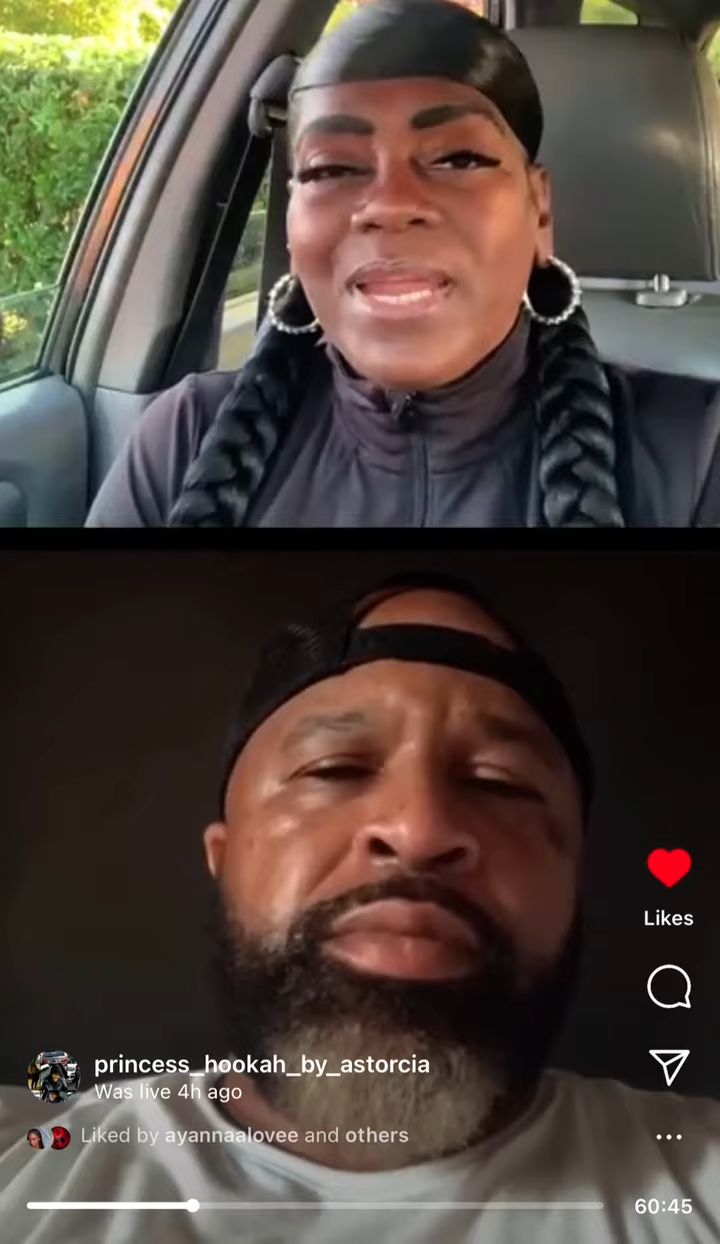 Likes
princess_hookah_by_astorcia
Was live 4h ago
Liked by ayannaalovee and others
60:45